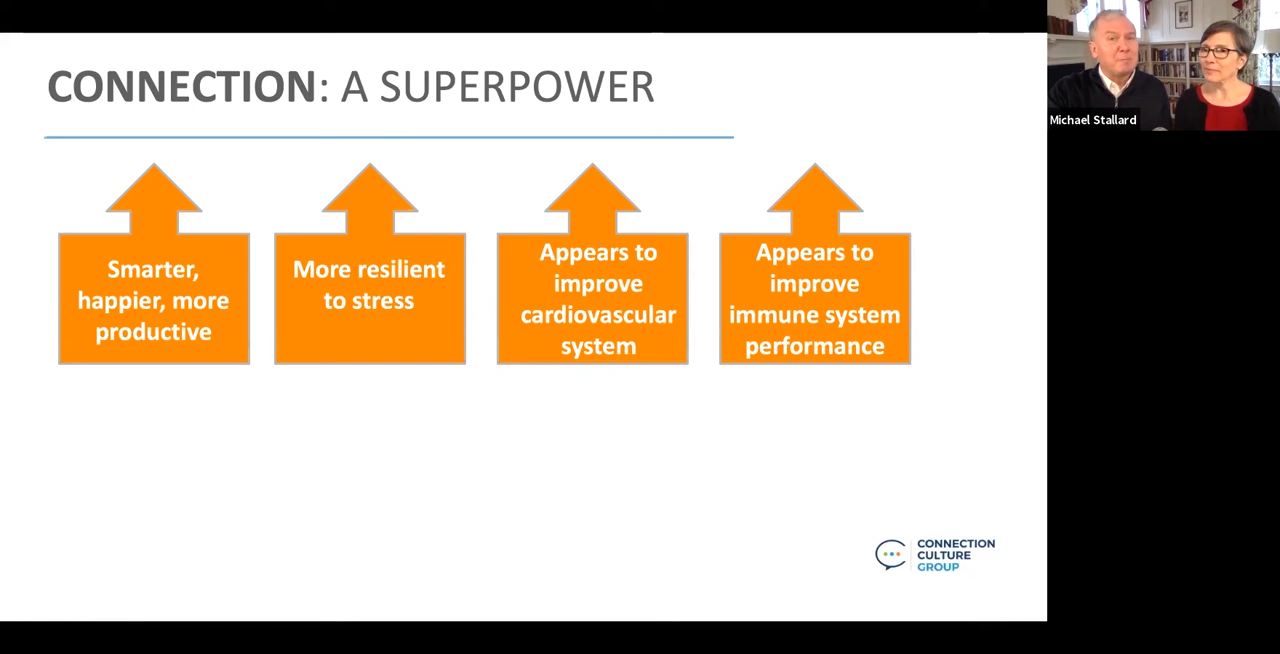 CONNECTION: A SUPERPOWER
Michael Stallard
Smarter,
happier, more
productive
More resilient
to stress
Appears to
improve
cardiovascular
system
Appears to
improve
immune system
performance
CONNECTION
CULTURE
GROUP